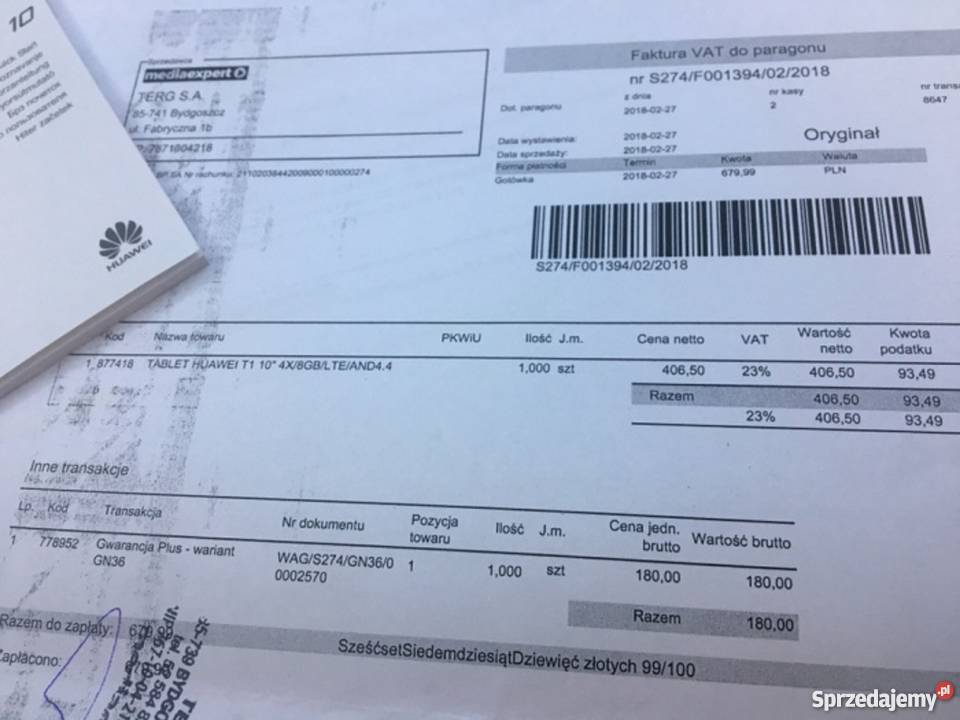 10
HUAWEI
Sprzedawca
mediaexpert
TERG S.A.
85-741 Bydgoszcz
ul. Fabryczna 1b
Faktura VAT do paragonu
nr S274/F001394/02/2018
z dnia nr kasy
Dot. paragonu 2018-02-27 2 8647
Data wystawienia: 2018-02-27
Oryginał
Data sprzedaży: 2018-02-27
Forma płatności Termin Kwota Waluta
Gotówka 2018-02-27 679,99 PLN
S274/F001394/02/2018
Kod Nazwa towaru PKWiU Ilość J.m. Cena netto VAT Wartość netto Kwota podatku
1 877418 TABLET HUAWEI T1 10" 4X/8GB/LTE/AND4.4 1,000 szt 406,50 23% 406,50 93,49
Razem 406,50 93,49
23% 406,50 93,49
Inne transakcje
Lp. Kod Transakcja Nr dokumentu Pozycja towaru Ilość J.m. Cena jedn. brutto Wartość brutto
1 778952 Gwarancja Plus - wariant GN36 WAG/S274/GN36/0 0002570 1 1,000 szt 180,00 180,00
Razem 180,00
Razem do zapłaty:
SześćsetSiedemdziesiątDziewięć złotych 99/100
Zapłacono:
Sprzedajemy.pl